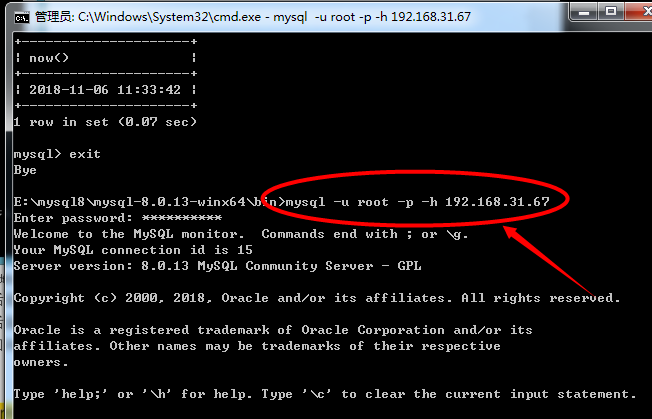 管理员: C:\Windows\System32\cmd.exe - mysql  -u root -p -h 192.168.31.67
+---------------------+
| now()               |
+---------------------+
| 2018-11-06 11:33:42 |
+---------------------+
1 row in set (0.07 sec)
mysql> exit
Bye
E:\mysql8\mysql-8.0.13-winx64\bin>mysql -u root -p -h 192.168.31.67
Enter password: **********
Welcome to the MySQL monitor.  Commands end with ; or \g.
Your MySQL connection id is 15
Server version: 8.0.13 MySQL Community Server - GPL
Copyright (c) 2000, 2018, Oracle and/or its affiliates. All rights reserved.
Oracle is a registered trademark of Oracle Corporation and/or its
affiliates. Other names may be trademarks of their respective
owners.
Type 'help;' or '\h' for help. Type '\c' to clear the current input statement.